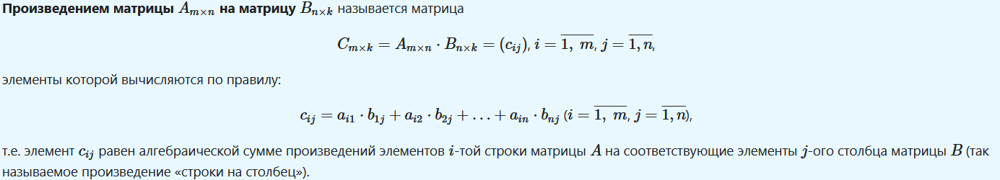 Произведением матрицы $A_{m \times n}$ на матрицу $B_{n \times k}$ называется матрица
$C_{m \times k} = A_{m \times n} \cdot B_{n \times k} = (c_{ij})$, $i = \overline{1, \ m}$, $j = \overline{1, n}$,
элементы которой вычисляются по правилу:
$c_{ij} = a_{i1} \cdot b_{1j} + a_{i2} \cdot b_{2j} + \ldots + a_{in} \cdot b_{nj}$ ($i = \overline{1, \ m}$, $j = \overline{1, n}$),
т.е. элемент $c_{ij}$ равен алгебраической сумме произведений элементов $i$-той строки матрицы $A$ на соответствующие элементы $j$-ого столбца матрицы $B$ (так
называемое произведение «строки на столбец»).